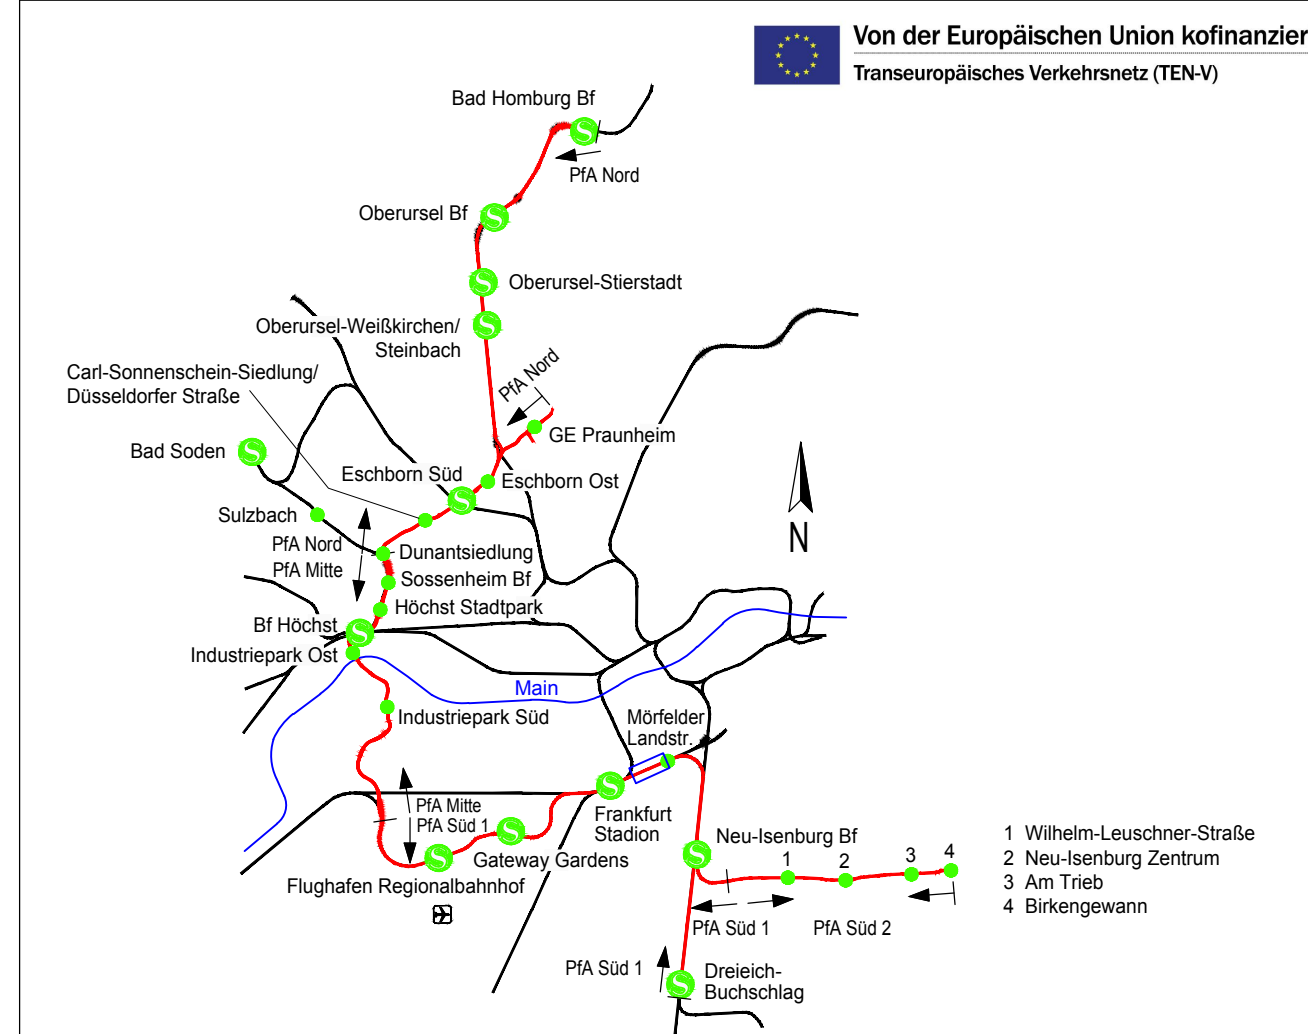 Von der Europäischen Union kofinanzier
Transeuropäisches Verkehrsnetz (TEN-V)
Bad Homburg Bf
PfA Nord
Oberursel Bf
Oberursel-Stierstadt
Oberursel-Weißkirchen/
Steinbach
PfA Nord
Carl-Sonnenschein-Siedlung/
Düsseldorfer Straße
GE Praunheim
Bad Soden
Eschborn Süd
Eschborn Ost
Sulzbach
PfA Nord
PfA Mitte
Dunantsiedlung
Sossenheim Bf
Höchst Stadtpark
N
Bf Höchst
Industriepark Ost
Main
Industriepark Süd
Mörfelder
Landstr.
PfA Mitte
PfA Süd 1
Frankfurt
Stadion
Gateway Gardens
Flughafen Regionalbahnhof
Neu-Isenburg Bf
1
2
3
4
1 Wilhelm-Leuschner-Straße
2 Neu-Isenburg Zentrum
3 Am Trieb
4 Birkengewann
PfA Süd 1
PfA Süd 2
PfA Süd 1
Dreieich-
Buchschlag